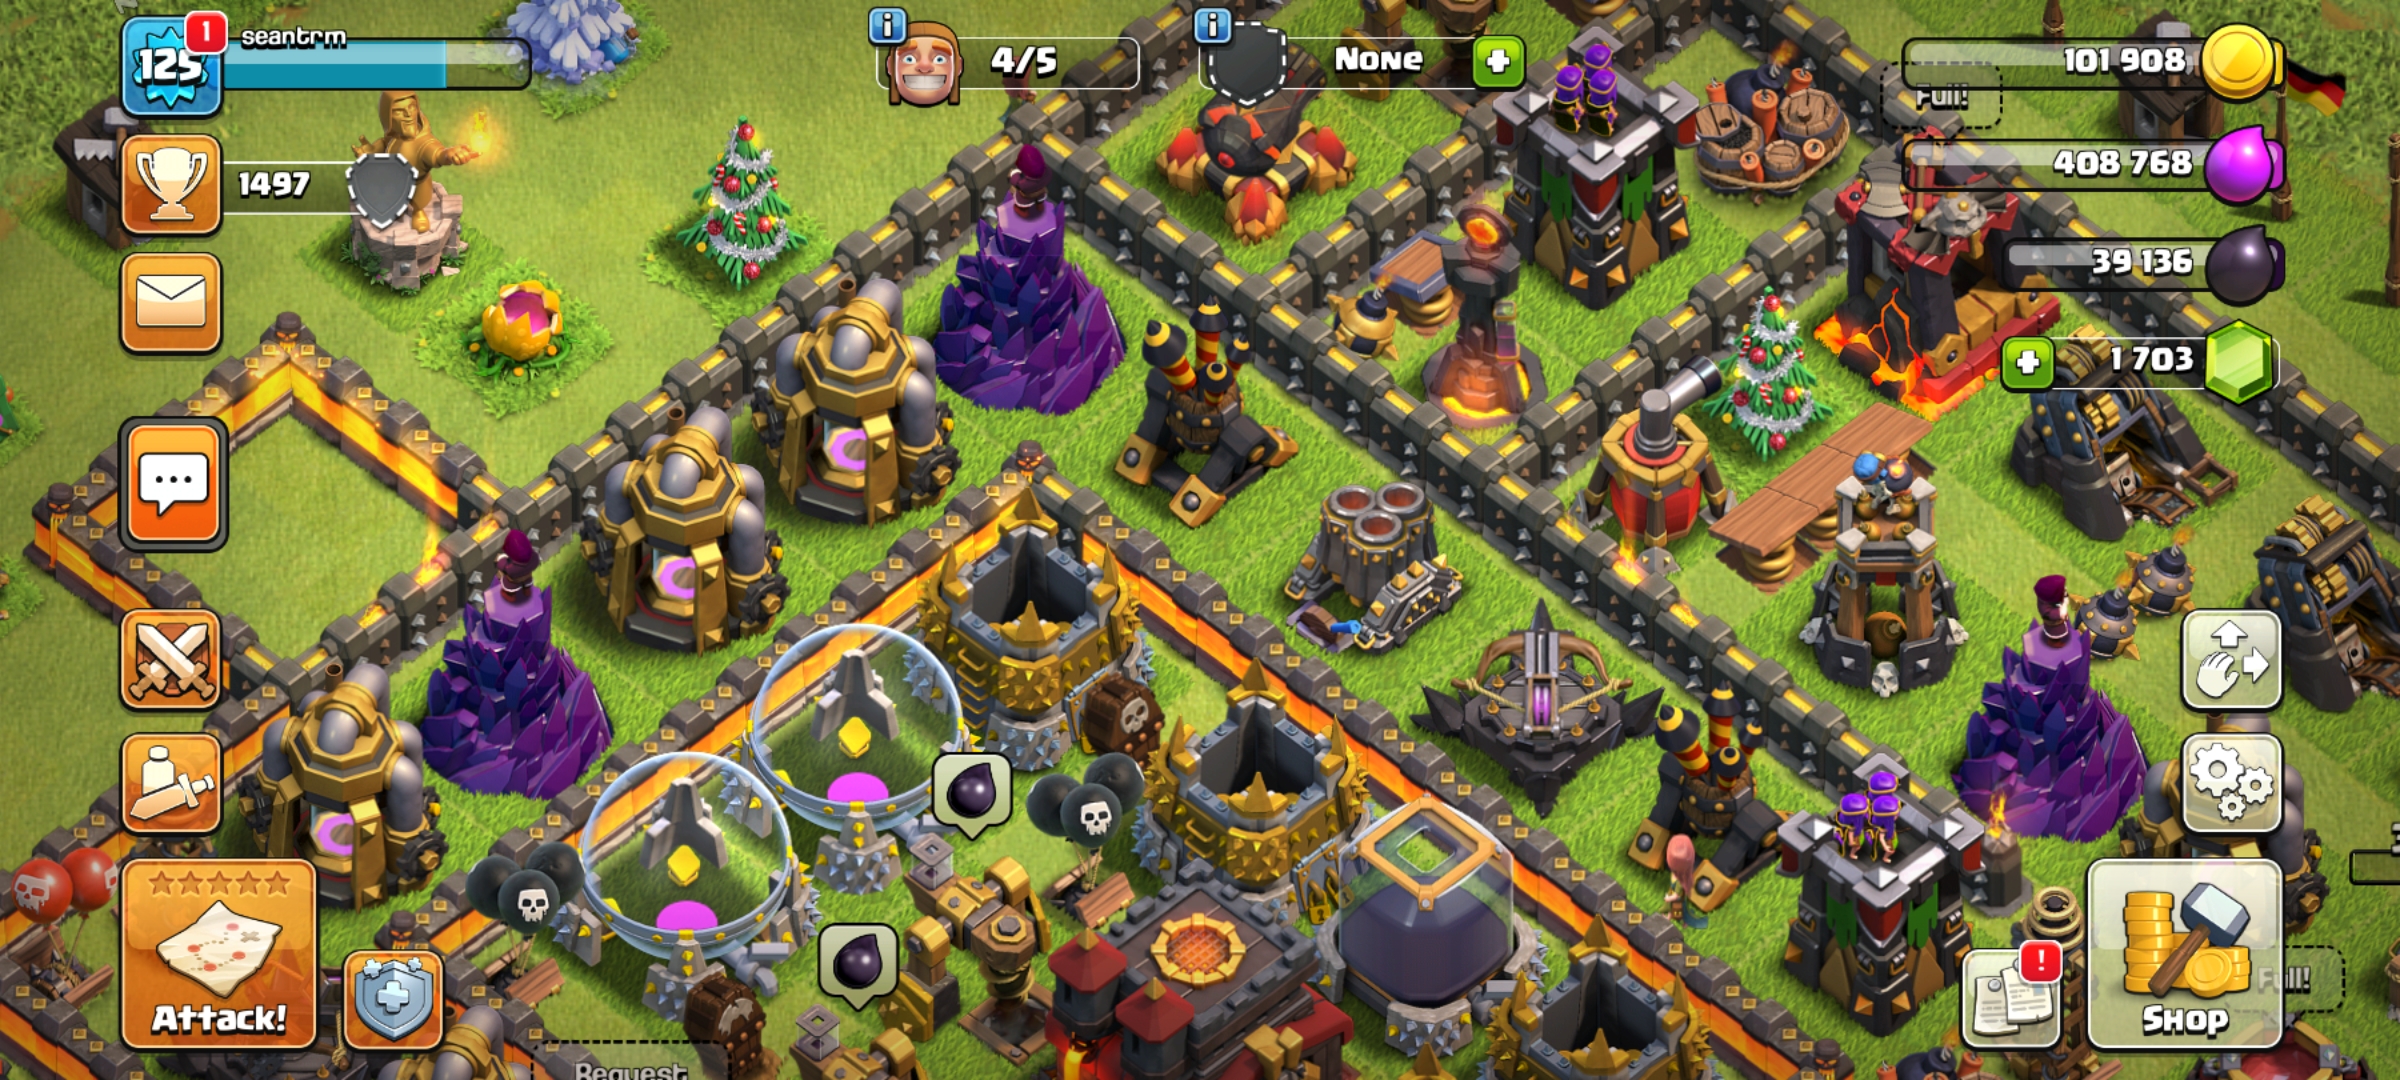 1
seantrm
125
i
4/5
i
None
101 908
Full!
1497
408 768
39 136
1 703
Attack!
!
Full!
Shop
Request